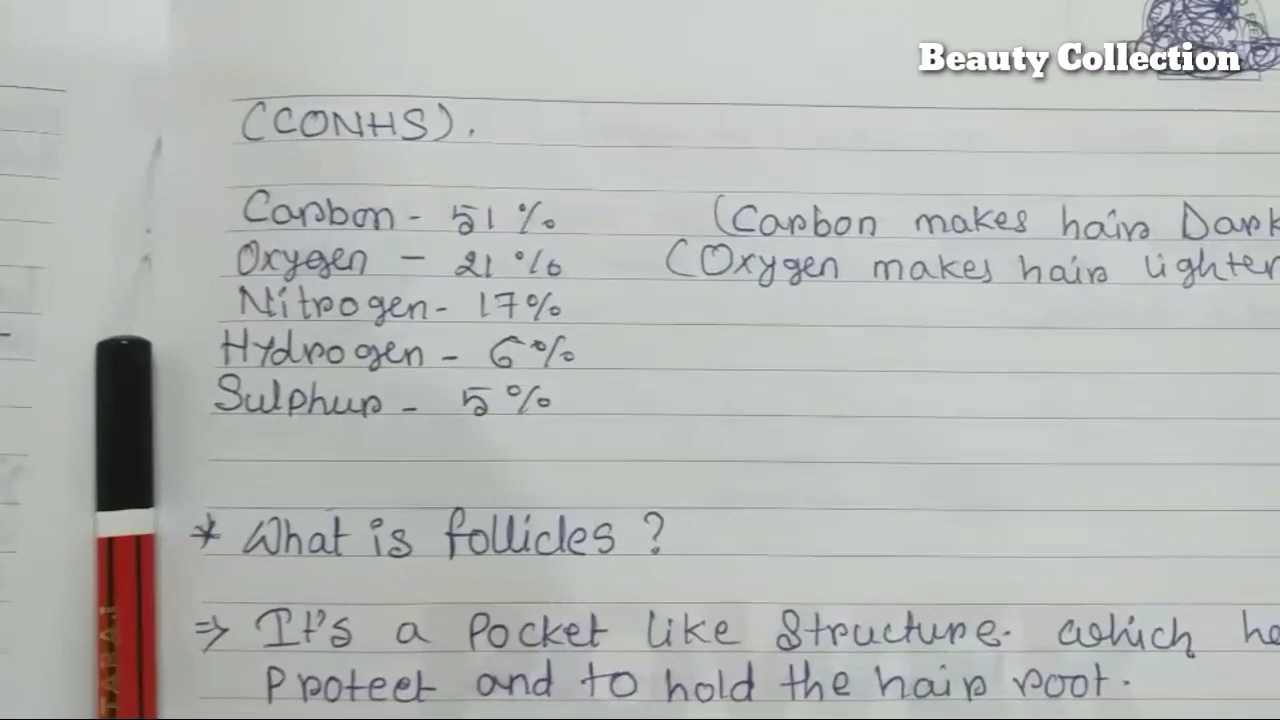 Beauty Collection
(CONHS).
Carbon - 51 % (Carbon makes hair Dark
Oxygen - 21 % (Oxygen makes hair lighter
Nitrogen - 17%
Hydrogen - 6 %
Sulphur - 5 %
* What is follicles ?
⇒ It's a Pocket like Structure. which he
Protect and to hold the hair root.